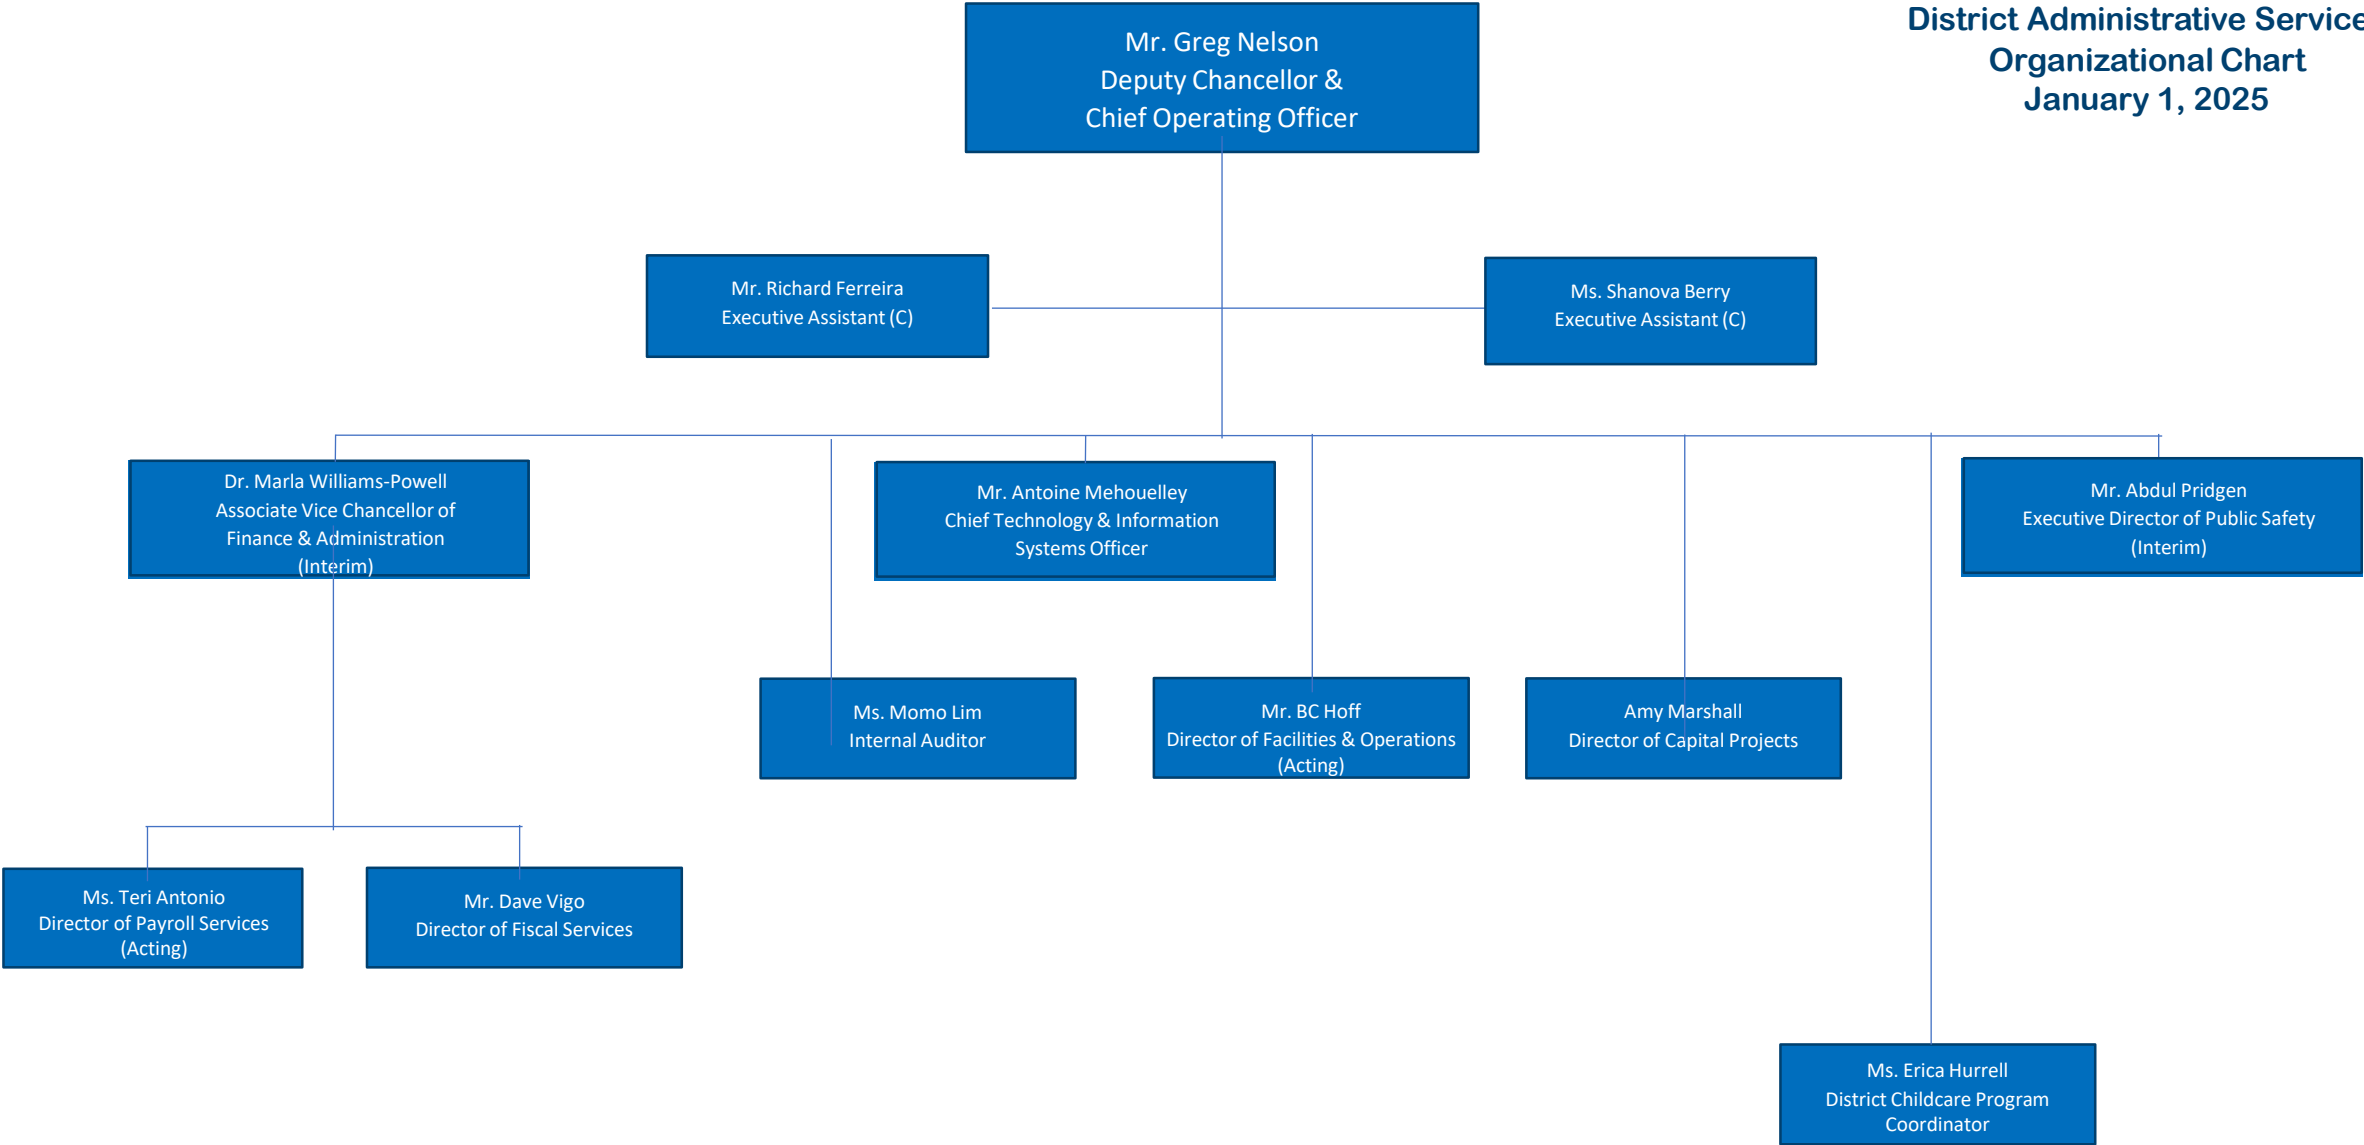 District Administrative Service
Organizational Chart
January 1, 2025
Mr. Greg Nelson
Deputy Chancellor &
Chief Operating Officer
Mr. Richard Ferreira
Executive Assistant (C)
Ms. Shanova Berry
Executive Assistant (C)
Dr. Marla Williams-Powell
Associate Vice Chancellor of
Finance & Administration
(Interim)
Mr. Antoine Mehouelley
Chief Technology & Information
Systems Officer
Mr. Abdul Pridgen
Executive Director of Public Safety
(Interim)
Ms. Momo Lim
Internal Auditor
Mr. BC Hoff
Director of Facilities & Operations
(Acting)
Amy Marshall
Director of Capital Projects
Ms. Teri Antonio
Director of Payroll Services
(Acting)
Mr. Dave Vigo
Director of Fiscal Services
Ms. Erica Hurrell
District Childcare Program
Coordinator